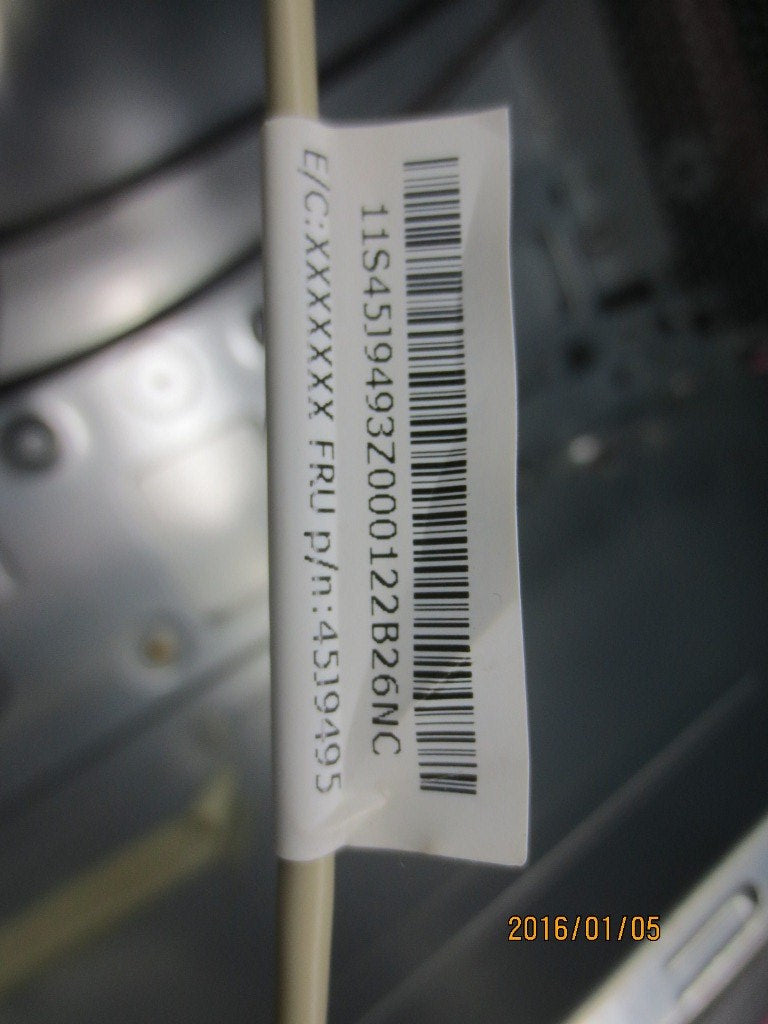 11S45J9493Z000122B26NC
E/C:XXXXXXX FRU p/n:45J9495
2016/01/05